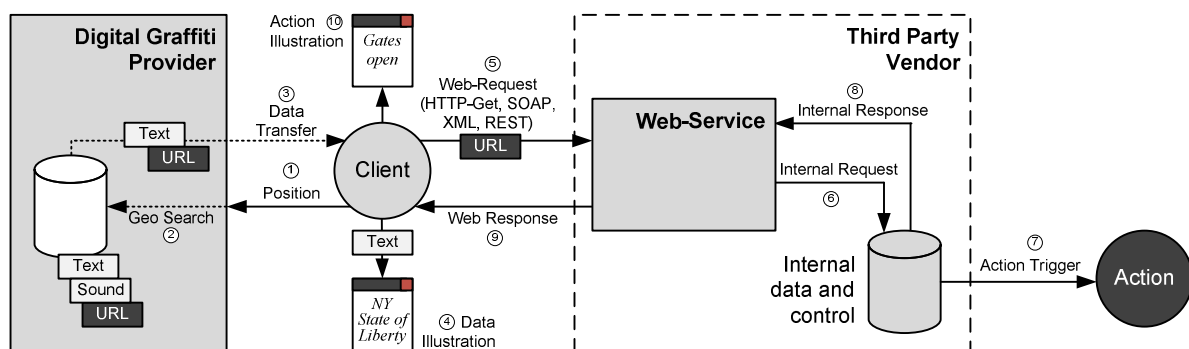 Digital Graffiti
Provider
③
Data
Transfer
Text
URL
①
Position
Geo Search
②
Text
Sound
URL
Action ⑩
Illustration
Gates
open
Client
Text
NY
State of
Liberty
④ Data
Illustration
⑤
Web-Request
(HTTP-Get, SOAP,
XML, REST)
URL
Web Response
⑨
Third Party
Vendor
Web-Service
⑧
Internal Response
Internal Request
⑥
Internal
data and
control
⑦
Action Trigger
Action